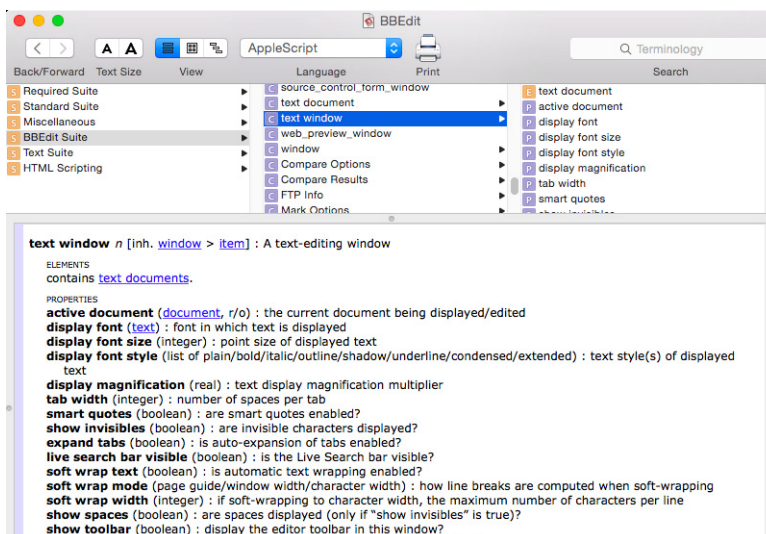 BBEdit
A A
AppleScript
Terminology
Back/Forward Text Size View Language Print Search
S Required Suite
S Standard Suite
S Miscellaneous
S BBEdit Suite
S Text Suite
S HTML Scripting
C source_control_form_window
C text document
C text window
C web_preview_window
C window
C Compare Options
C Compare Results
C FTP Info
C Mark Options
E text document
P active document
P display font
P display font size
P display font style
P display magnification
P tab width
P smart quotes
P show invisibles
text window n [inh. window > item] : A text-editing window
ELEMENTS
contains text documents.
PROPERTIES
active document (document, r/o) : the current document being displayed/edited
display font (text) : font in which text is displayed
display font size (integer) : point size of displayed text
display font style (list of plain/bold/italic/outline/shadow/underline/condensed/extended) : text style(s) of displayed
text
display magnification (real) : text display magnification multiplier
tab width (integer) : number of spaces per tab
smart quotes (boolean) : are smart quotes enabled?
show invisibles (boolean) : are invisible characters displayed?
expand tabs (boolean) : is auto-expansion of tabs enabled?
live search bar visible (boolean) : is the Live Search bar visible?
soft wrap text (boolean) : is automatic text wrapping enabled?
soft wrap mode (page guide/window width/character width) : how line breaks are computed when soft-wrapping
soft wrap width (integer) : if soft-wrapping to character width, the maximum number of characters per line
show spaces (boolean) : are spaces displayed (only if “show invisibles” is true)?
show toolbar (boolean) : display the editor toolbar in this window?